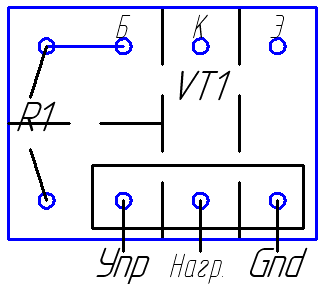 Б К Э
VT1
R1
Упр Нагр. Gnd